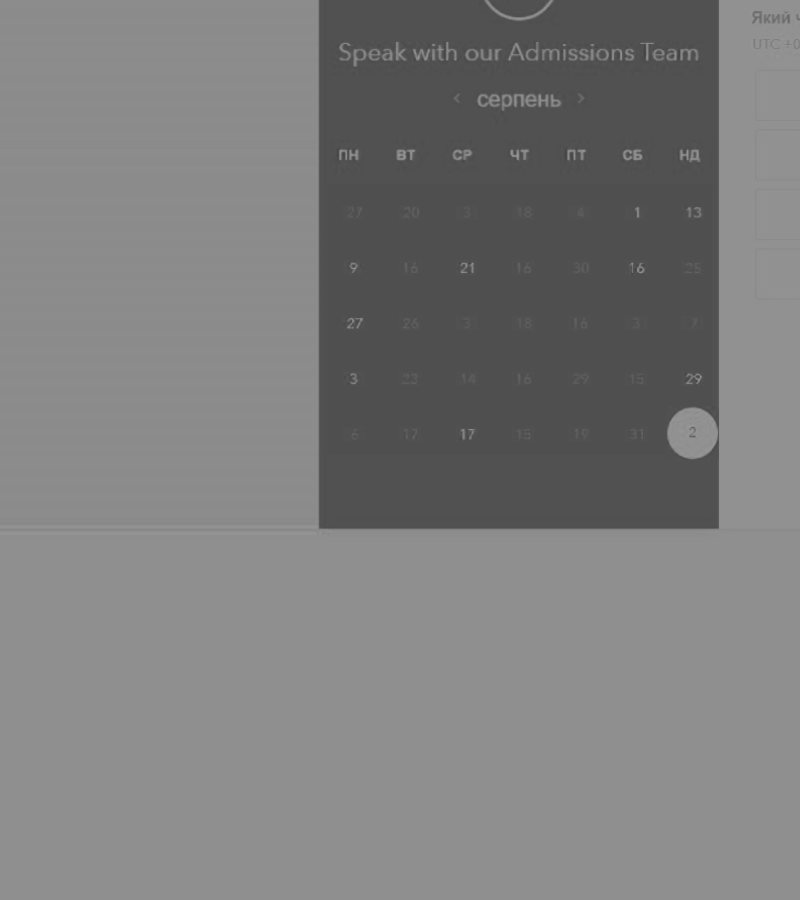 Який
UTC +0
Speak with our Admissions Team
‹ серпень ›
ПН ВТ СР ЧТ ПТ СБ НД
27 20 3 18 4 1 13
9 16 21 16 30 16 25
27 26 3 18 16 3 7
3 22 14 16 29 15 29
6 17 17 15 19 31 2